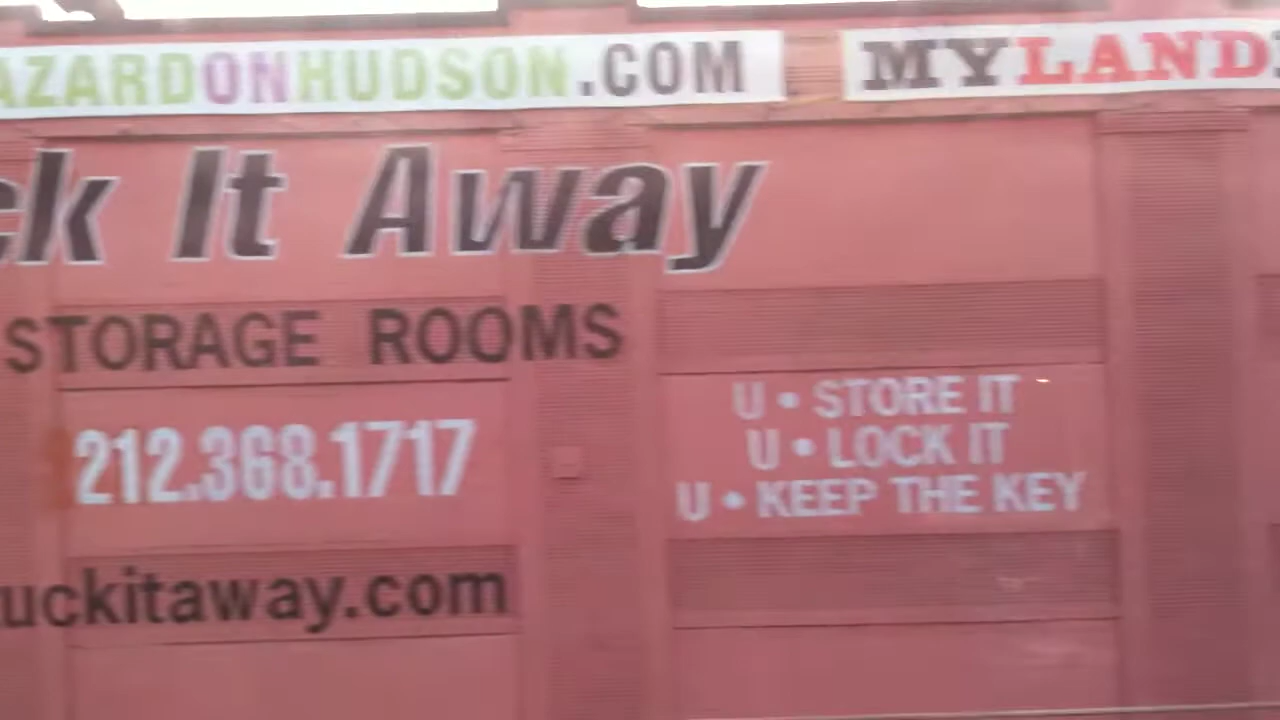 AZARDONHUDSON.COM
MYLAND
ck It Away
STORAGE ROOMS
212.368.1717
U • STORE IT
U • LOCK IT
U • KEEP THE KEY
uckitaway.com